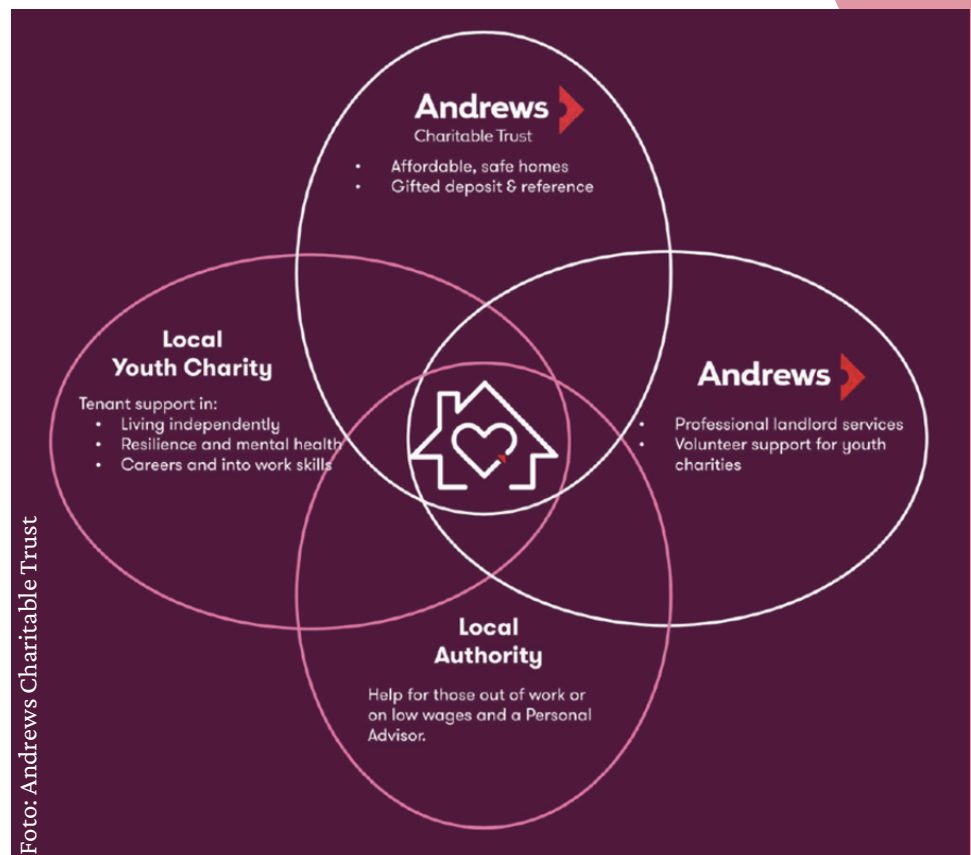 Andrews
Charitable Trust
• Affordable, safe homes
• Gifted deposit & reference
Local
Youth Charity
Tenant support in:
• Living independently
• Resilience and mental health
• Careers and into work skills
Andrews
• Professional landlord services
• Volunteer support for youth
charities
Local
Authority
Help for those out of work or
on low wages and a Personal
Advisor.
Foto: Andrews Charitable Trust